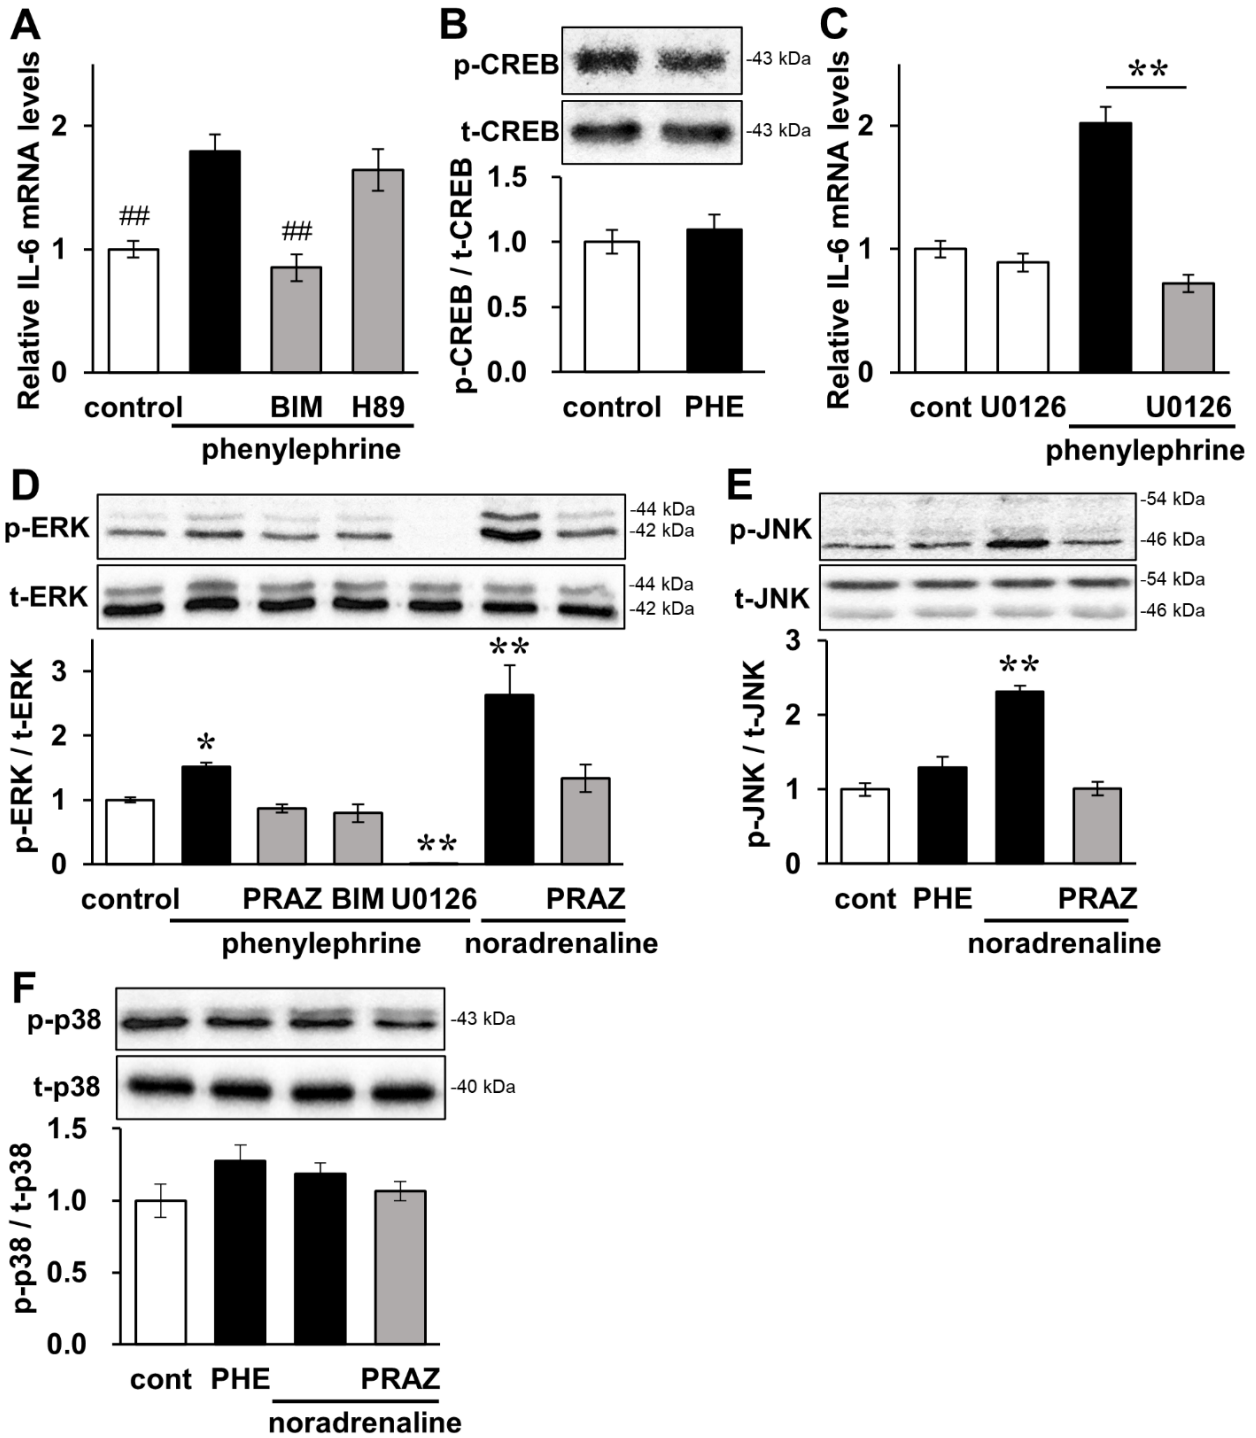 A
Relative IL-6 mRNA levels
2
1
0
##
##
control BIM H89
phenylephrine
B
p-CREB -43 kDa
t-CREB -43 kDa
p-CREB / t-CREB
1.5
1.0
0.5
0.0
control PHE
C
Relative IL-6 mRNA levels
2
1
0
**
cont U0126 U0126
phenylephrine
D
p-ERK -44 kDa
-42 kDa
t-ERK -44 kDa
-42 kDa
p-ERK / t-ERK
3
2
1
0
*
**
**
control PRAZ BIM U0126 PRAZ
phenylephrine noradrenaline
E
p-JNK -54 kDa
-46 kDa
t-JNK -54 kDa
-46 kDa
p-JNK / t-JNK
3
2
1
0
**
cont PHE PRAZ
noradrenaline
F
p-p38 -43 kDa
t-p38 -40 kDa
p-p38 / t-p38
1.5
1.0
0.5
0.0
cont PHE PRAZ
noradrenaline